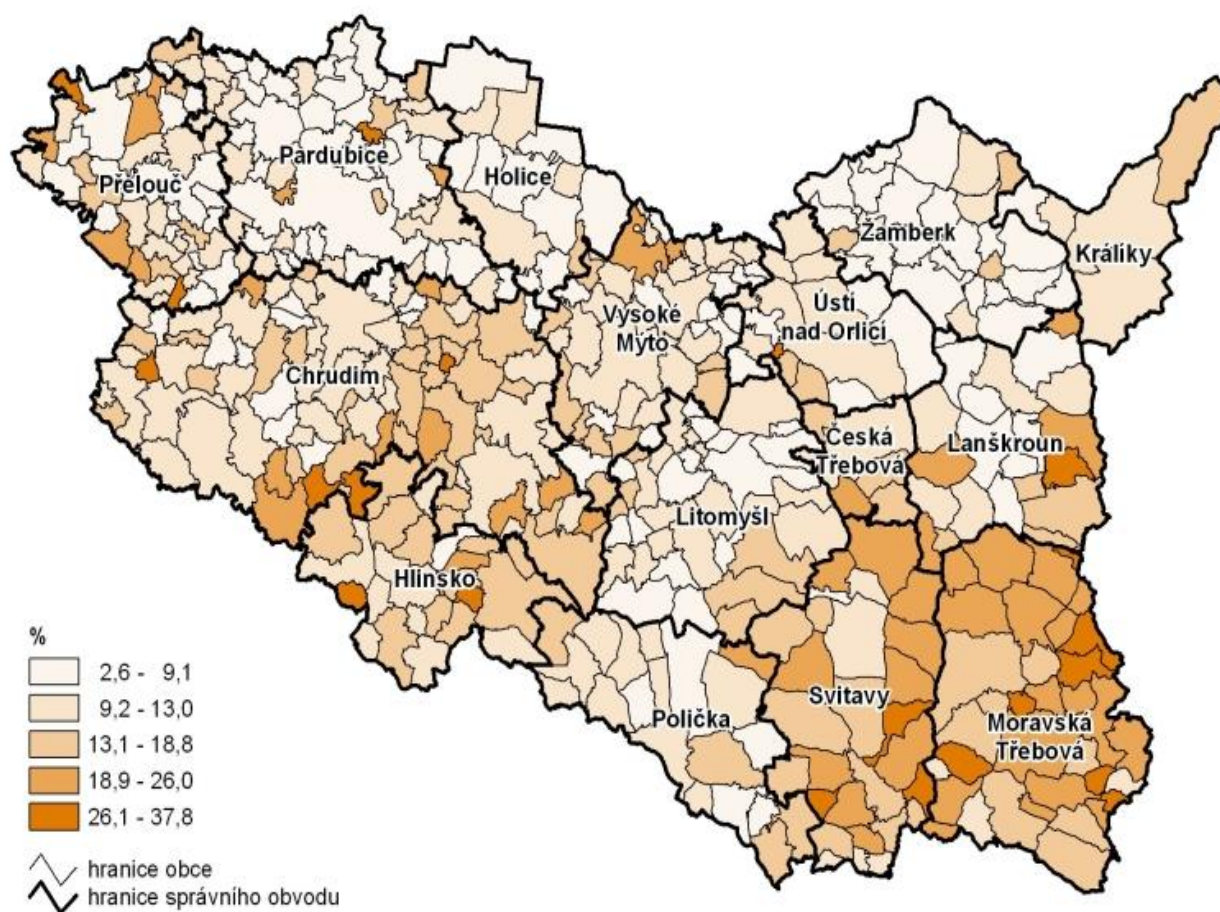 Pardubice
Přelouč
Holice
Žamberk
Králíky
Vysoké
Mýto
Ústí
nad Orlicí
Chrudim
Česká
Třebová
Lanškroun
Litomyšl
Hlinsko
Svitavy
Polička
Moravská
Třebová
%
2,6 - 9,1
9,2 - 13,0
13,1 - 18,8
18,9 - 26,0
26,1 - 37,8
hranice obce
hranice správního obvodu